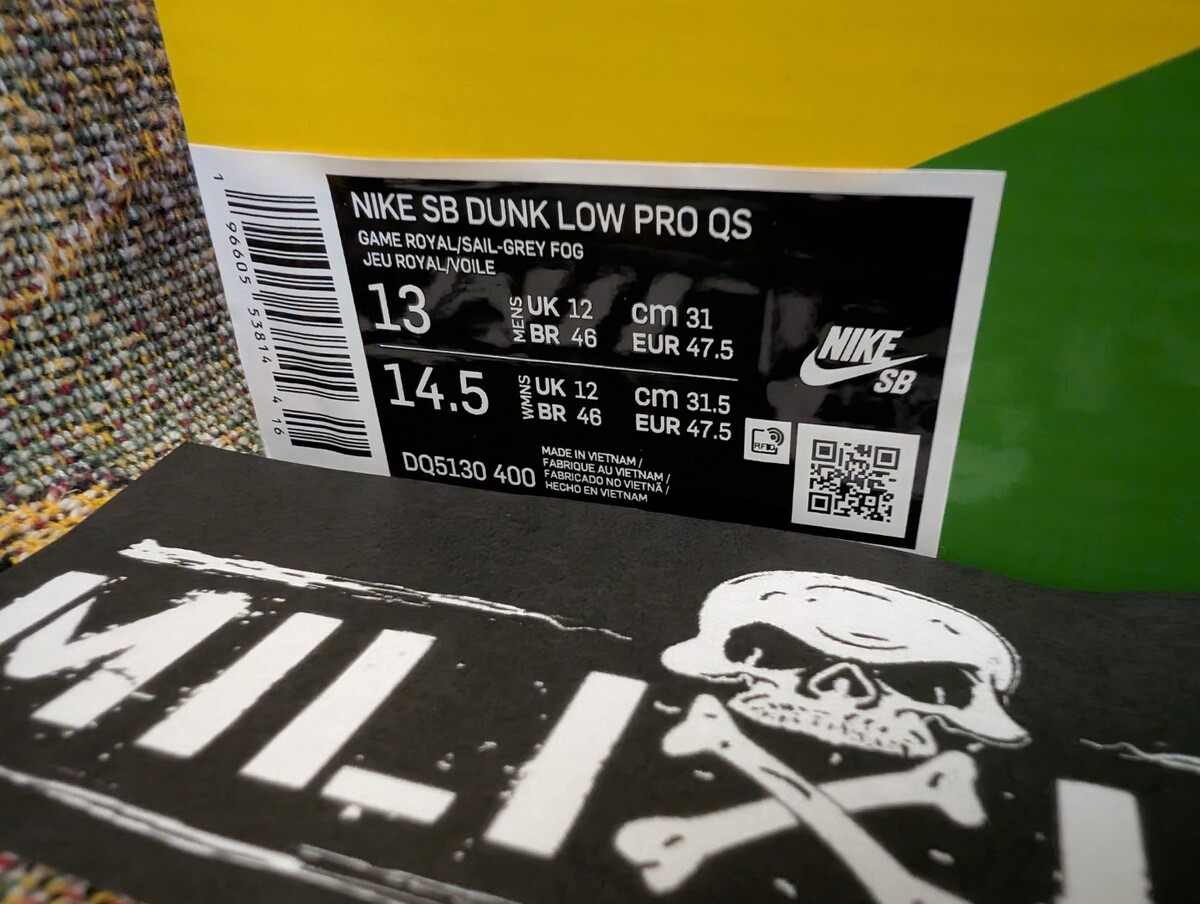 NIKE SB DUNK LOW PRO QS
GAME ROYAL/SAIL-GREY FOG
JEU ROYAL/VOILE
13 MENS UK 12 cm 31
BR 46 EUR 47.5
14.5 WMNS UK 12 cm 31.5
BR 46 EUR 47.5
DQ5130 400
MADE IN VIETNAM /
FABRIQUE AU VIETNAM /
FABRICADO NO VIETNÃ /
HECHO EN VIETNAM
NIKE
SB
RFID
1 96605 53814 4 16